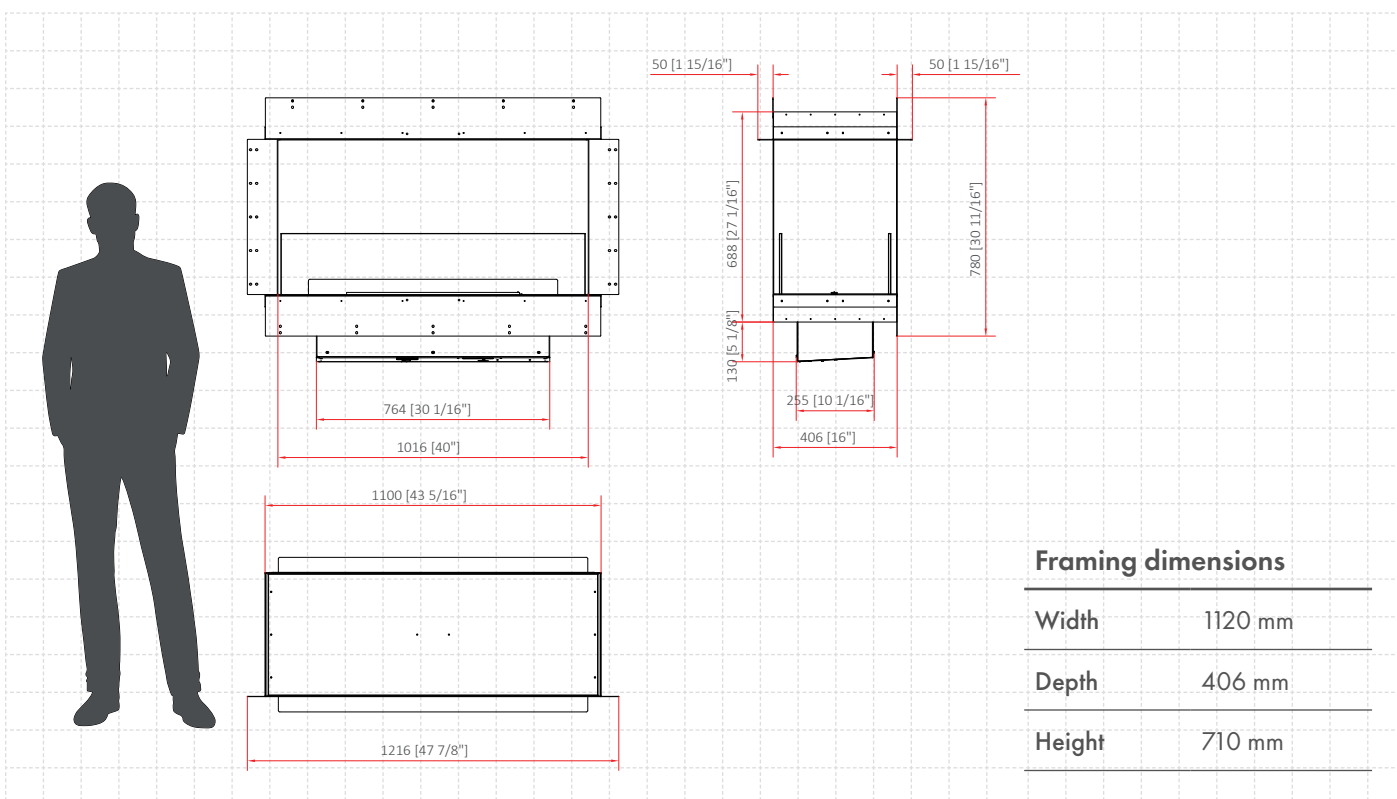 50 [1 15/16"]
50 [1 15/16"]
688 [27 1/16"]
780 [30 11/16"]
130 [5 1/8"]
255 [10 1/16"]
406 [16"]
764 [30 1/16"]
1016 [40"]
1100 [43 5/16"]
1216 [47 7/8"]
Framing dimensions
Width 1120 mm
Depth 406 mm
Height 710 mm